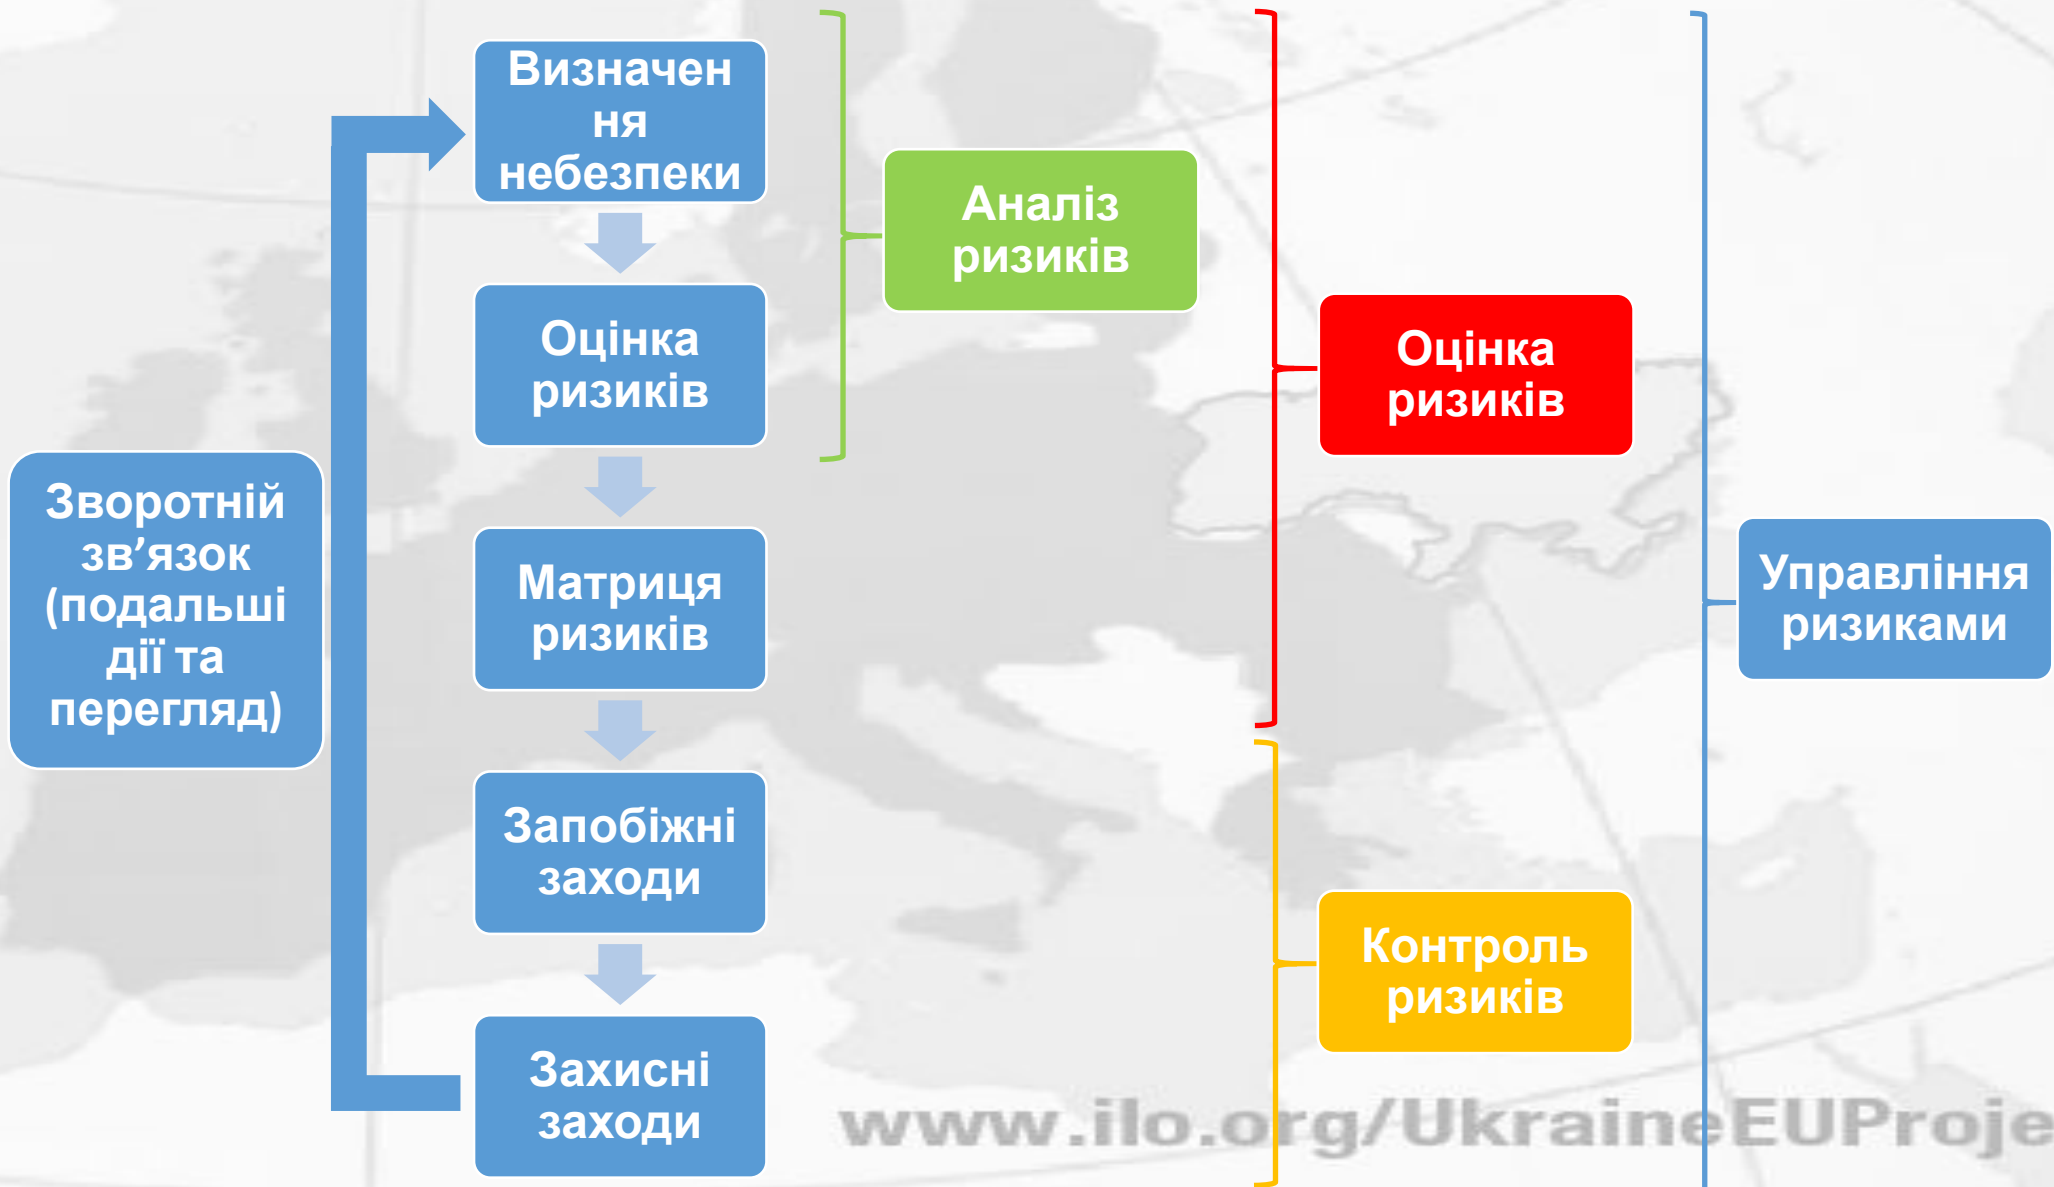 Визначен
ня
небезпеки
Аналіз
ризиків
Оцінка
ризиків
Оцінка
ризиків
Зворотній
зв’язок
(подальші
дії та
перегляд)
Матриця
ризиків
Управління
ризиками
Запобіжні
заходи
Контроль
ризиків
Захисні
заходи
www.ilo.org/UkraineEUProje